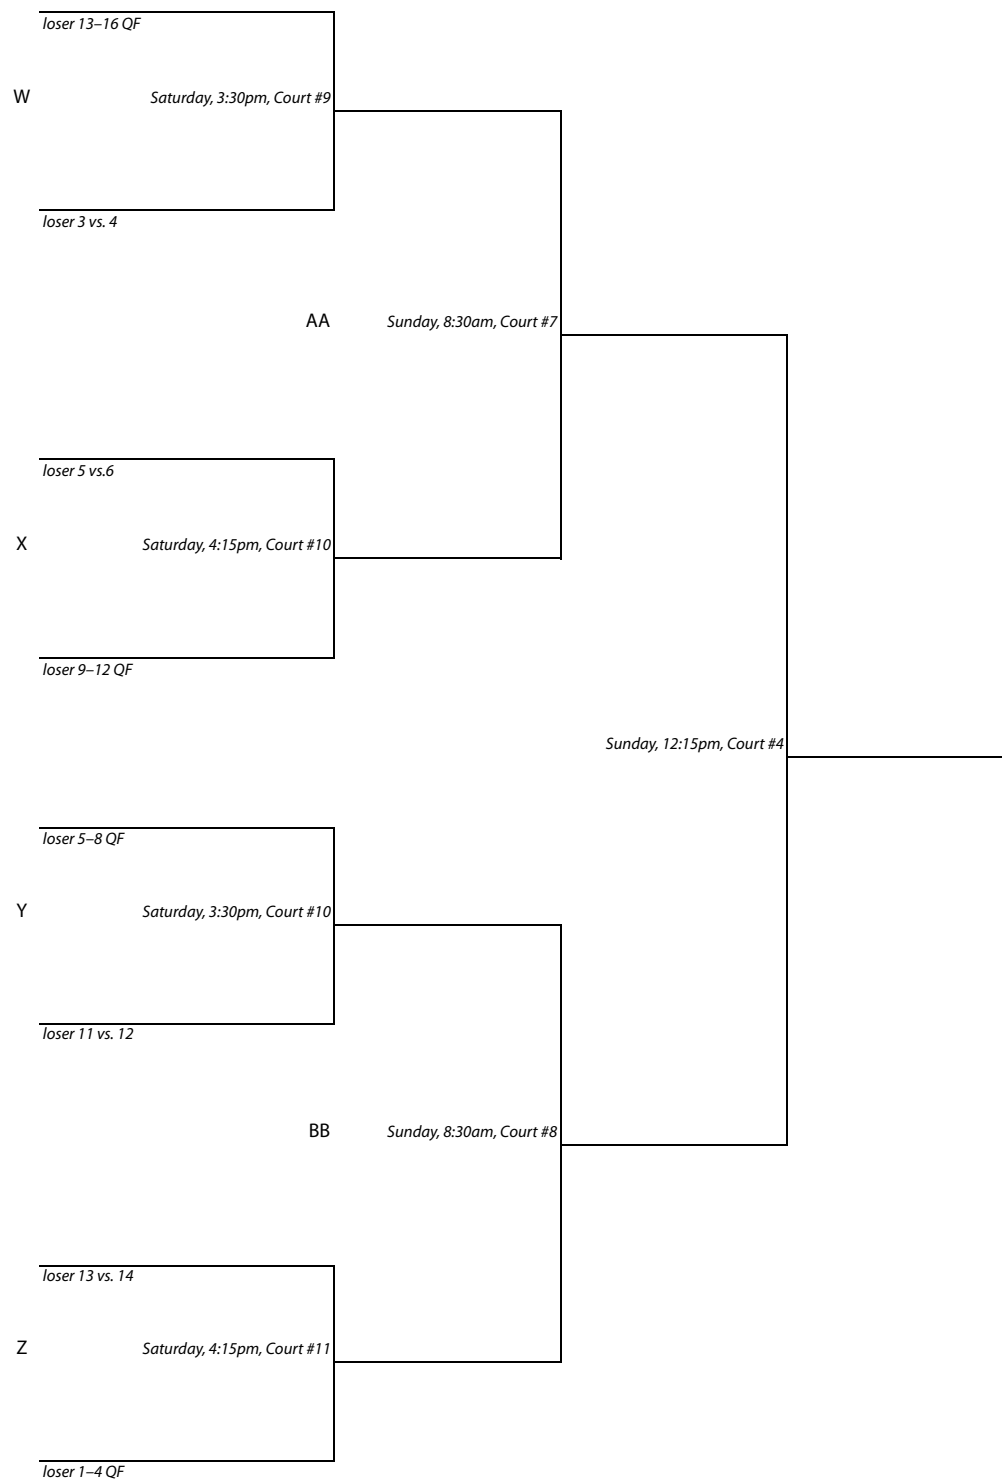 loser 13–16 QF
W
Saturday, 3:30pm, Court #9
loser 3 vs. 4
AA
Sunday, 8:30am, Court #7
loser 5 vs.6
X
Saturday, 4:15pm, Court #10
loser 9–12 QF
Sunday, 12:15pm, Court #4
loser 5–8 QF
Y
Saturday, 3:30pm, Court #10
loser 11 vs. 12
BB
Sunday, 8:30am, Court #8
loser 13 vs. 14
Z
Saturday, 4:15pm, Court #11
loser 1–4 QF